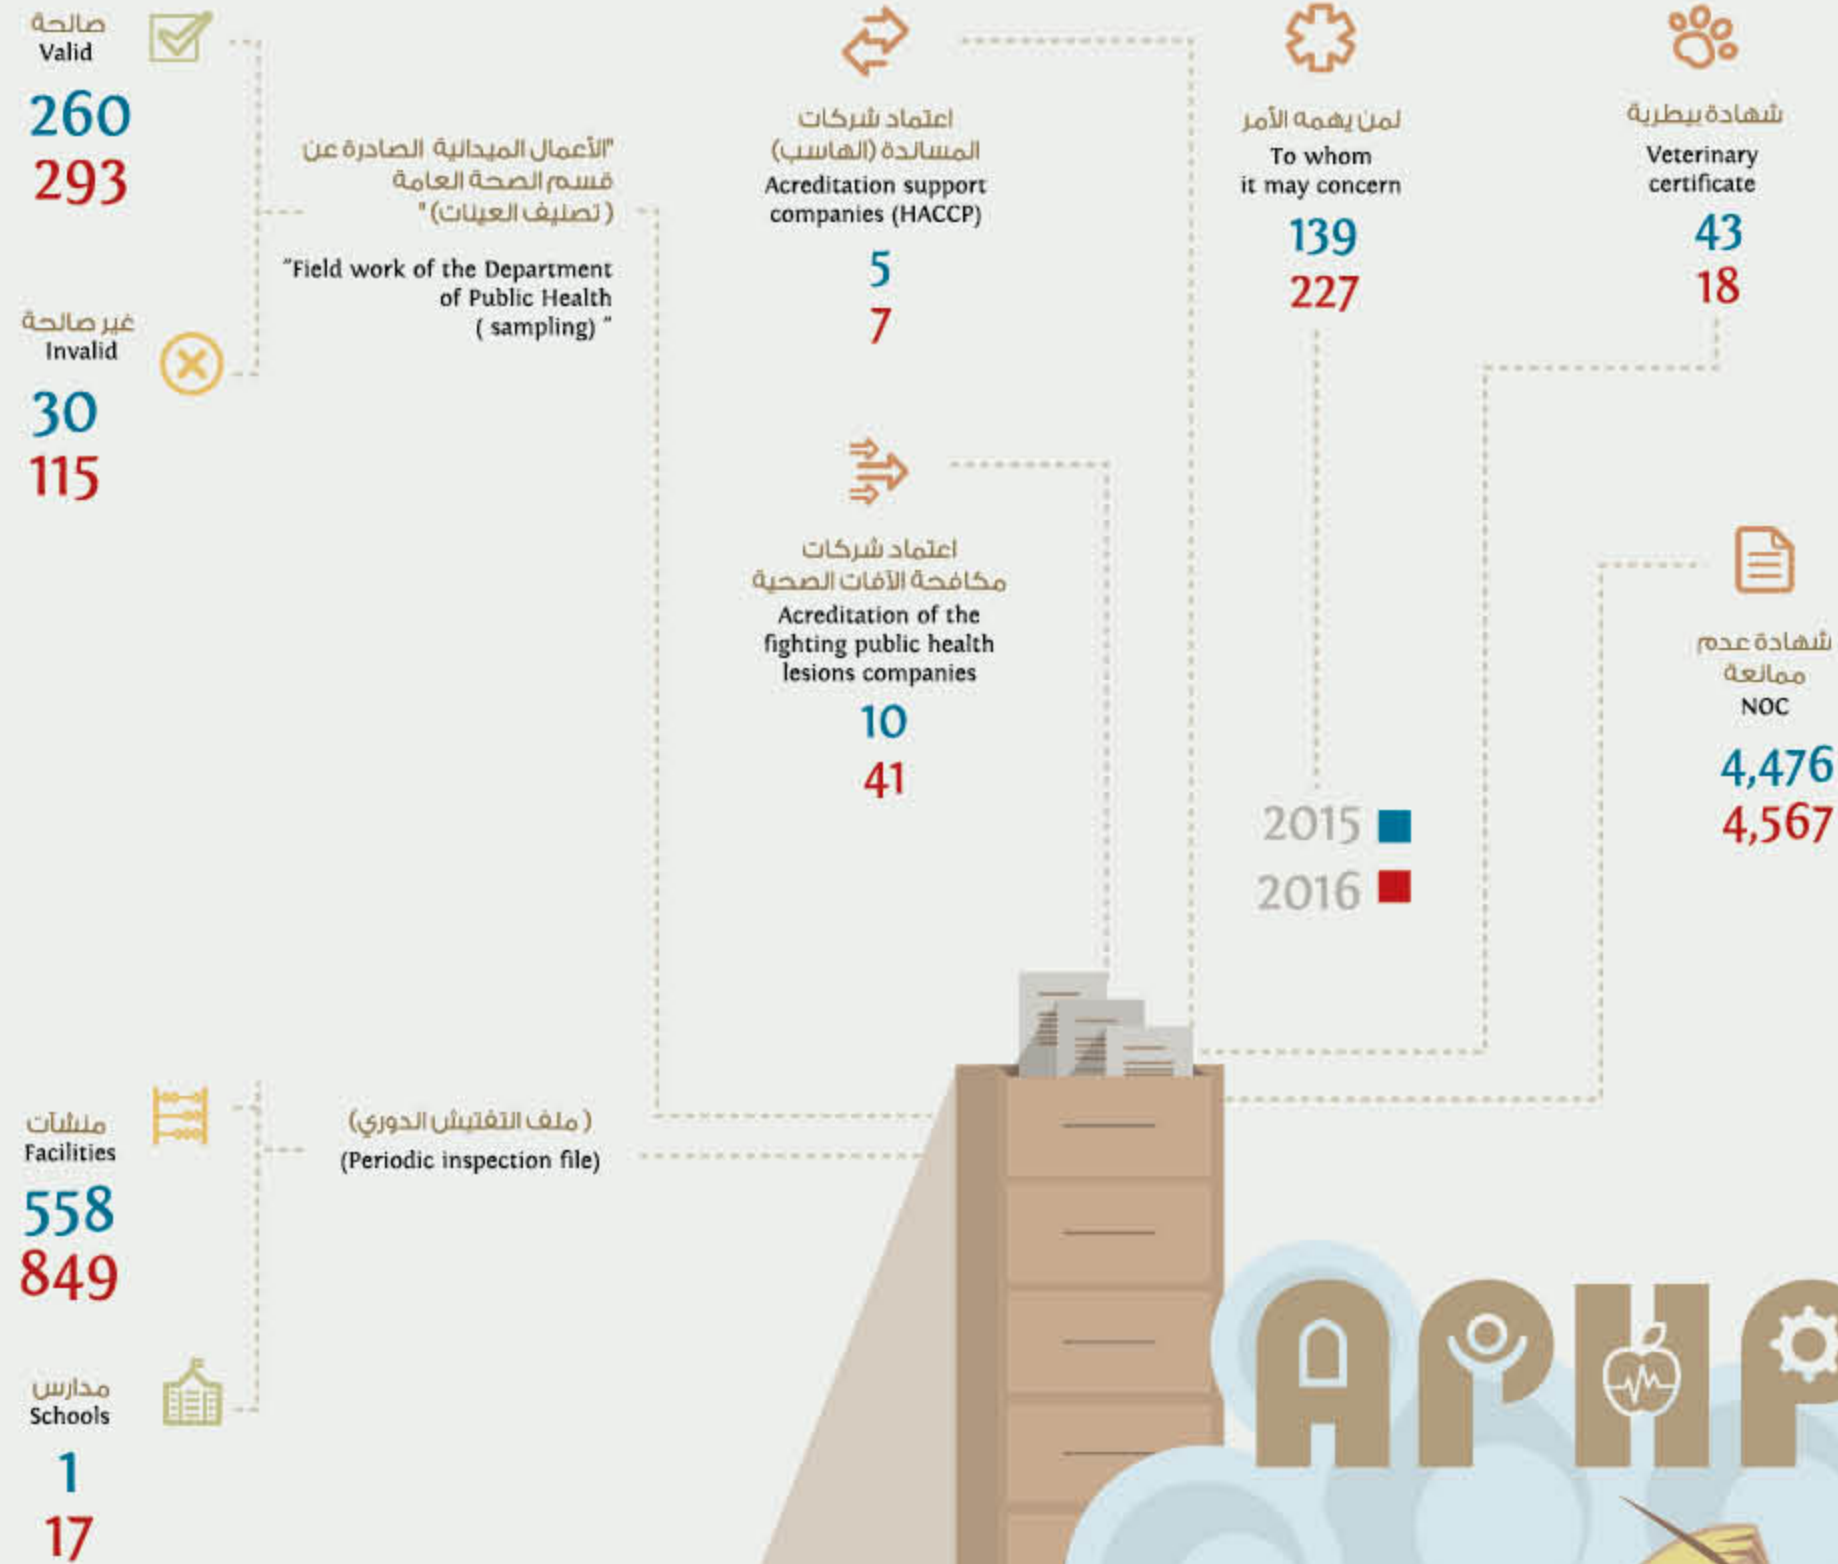 صالحة
Valid
260
293
غير صالحة
Invalid
30
115
"الأعمال الميدانية الصادرة عن
قسم الصحة العامة
( تصنيف العينات) "
"Field work of the Department
of Public Health
( sampling) "
اعتماد شركات
المساندة (الهاسب)
Acreditation support
companies (HACCP)
5
7
لمن يهمه الأمر
To whom
it may concern
139
227
شهادة بيطرية
Veterinary
certificate
43
18
اعتماد شركات
مكافحة الآفات الصحية
Acreditation of the
fighting public health
lesions companies
10
41
شهادة عدم
ممانعة
NOC
4,476
4,567
2015
2016
منشآت
Facilities
558
849
( ملف التفتيش الدوري)
(Periodic inspection file)
مدارس
Schools
1
17
APHP